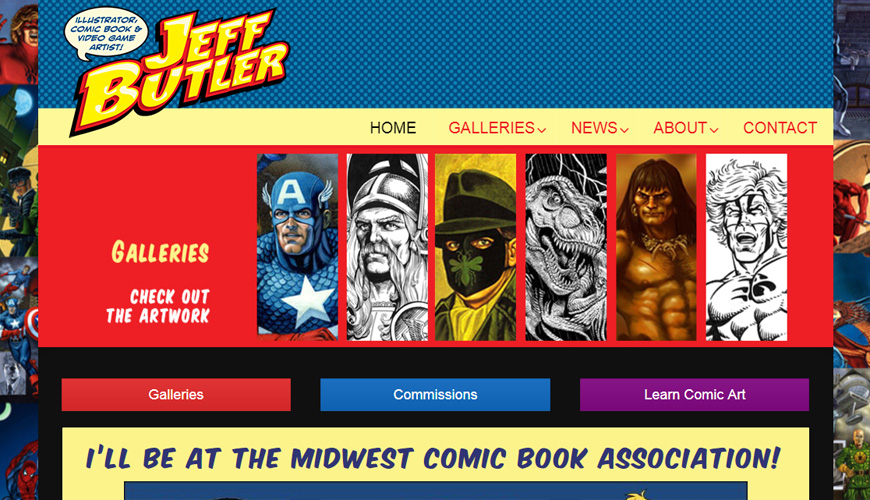 ILLUSTRATOR,
COMIC BOOK &
VIDEO GAME
ARTIST!
JEFF
BUTLER
HOME GALLERIES NEWS ABOUT CONTACT
A
GALLERIES
CHECK OUT
THE ARTWORK
Galleries Commissions Learn Comic Art
I'LL BE AT THE MIDWEST COMIC BOOK ASSOCIATION!